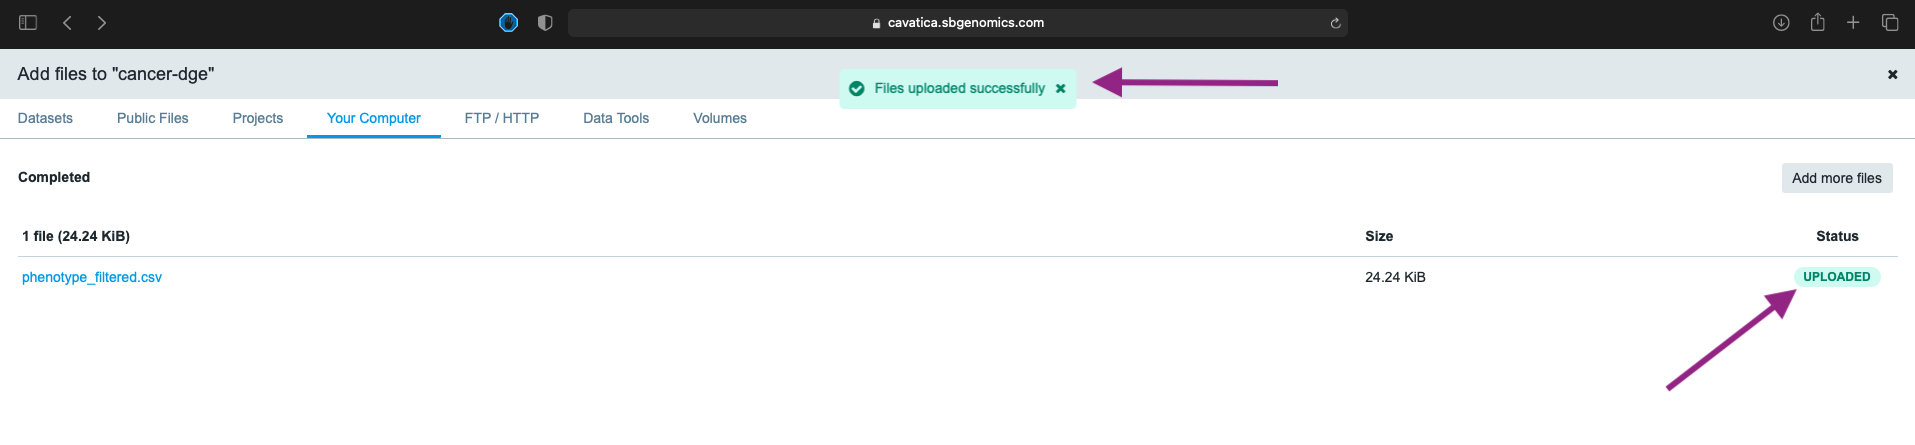 cavatica.sbgenomics.com
Add files to "cancer-dge"
Files uploaded successfully
Datasets Public Files Projects Your Computer FTP / HTTP Data Tools Volumes
Completed
Add more files
1 file (24.24 KiB) Size Status
phenotype_filtered.csv 24.24 KiB UPLOADED